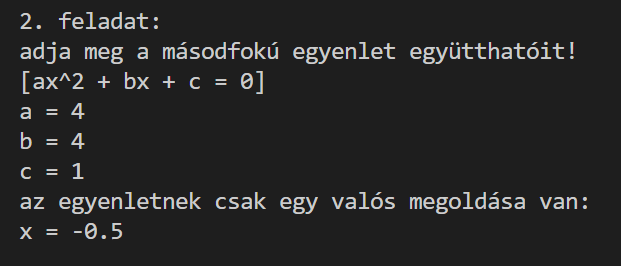 2. feladat:
adja meg a másodfokú egyenlet együtthatóit!
[ax^2 + bx + c = 0]
a = 4
b = 4
c = 1
az egyenletnek csak egy valós megoldása van:
x = -0.5